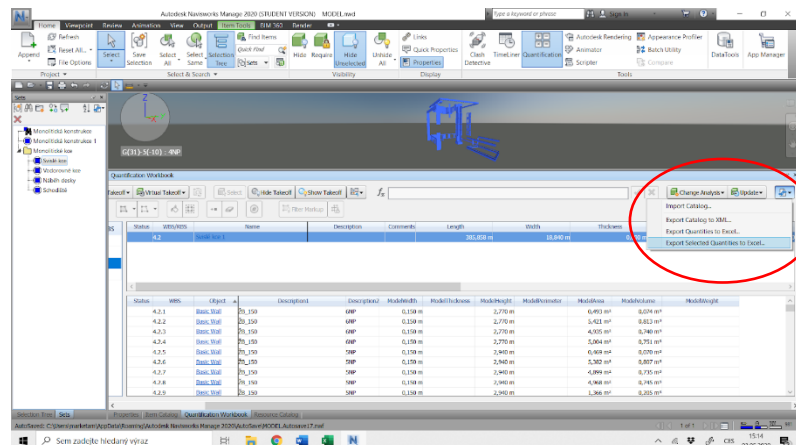 Autodesk Navisworks Manage 2020 (STUDENT VERSION) MODEL.nwd
Type a keyword or phrase
Sign In
Home Viewpoint Review Animation View Output Item Tools BIM 360 Render
Append
Refresh
Reset All...
File Options
Select
Save Selection
Select All
Select Same
Selection Tree
Find Items
Quick Find
Sets
Hide
Require
Hide Unselected
Unhide All
Links
Quick Properties
Properties
Clash Detective
TimeLiner
Quantification
Autodesk Rendering
Animator
Scripter
Appearance Profiler
Batch Utility
Compare
DataTools
App Manager
Project
Select & Search
Visibility
Display
Tools
Sets
Monolitická konstrukce
Monolitická konstrukce 1
Monolitické kce
Svislé kce
Vodorovné kce
Náběh desky
Schodiště
Z
G(31)-5(-10) : 4NP
Quantification Workbook
Takeoff
Virtual Takeoff
Select
Hide Takeoff
Show Takeoff
Change Analysis
Update
Filter Markup
Import Catalog...
Export Catalog to XML...
Export Quantities to Excel...
Export Selected Quantities to Excel...
Status WBS/RBS Name Description Comments Length Width Thickness
4.2 Svislé kce 1
Status WBS Object Description1 Description2 ModelWidth ModelThickness ModelHeight ModelPerimeter ModelArea ModelVolume ModelWeight
4.2.1 Basic Wall ŽB_150 6NP 0,150 m 2,770 m 0,493 m² 0,074 m³
4.2.2 Basic Wall ŽB_150 6NP 0,150 m 2,770 m 5,421 m² 0,813 m³
4.2.3 Basic Wall ŽB_150 6NP 0,150 m 2,770 m 4,935 m² 0,740 m³
4.2.4 Basic Wall ŽB_150 6NP 0,150 m 2,770 m 5,004 m² 0,751 m³
4.2.5 Basic Wall ŽB_150 5NP 0,150 m 2,940 m 0,469 m² 0,070 m³
4.2.6 Basic Wall ŽB_150 5NP 0,150 m 2,940 m 5,382 m² 0,807 m³
4.2.7 Basic Wall ŽB_150 5NP 0,150 m 2,940 m 4,899 m² 0,735 m³
4.2.8 Basic Wall ŽB_150 5NP 0,150 m 2,940 m 4,968 m² 0,745 m³
4.2.9 Basic Wall ŽB_150 5NP 0,150 m 2,940 m 1,366 m² 0,205 m³
Selection Tree Sets
Properties Item Catalog Quantification Workbook Resource Catalog
1 of 1
Sem zadejte hledaný výraz
CES
15:14